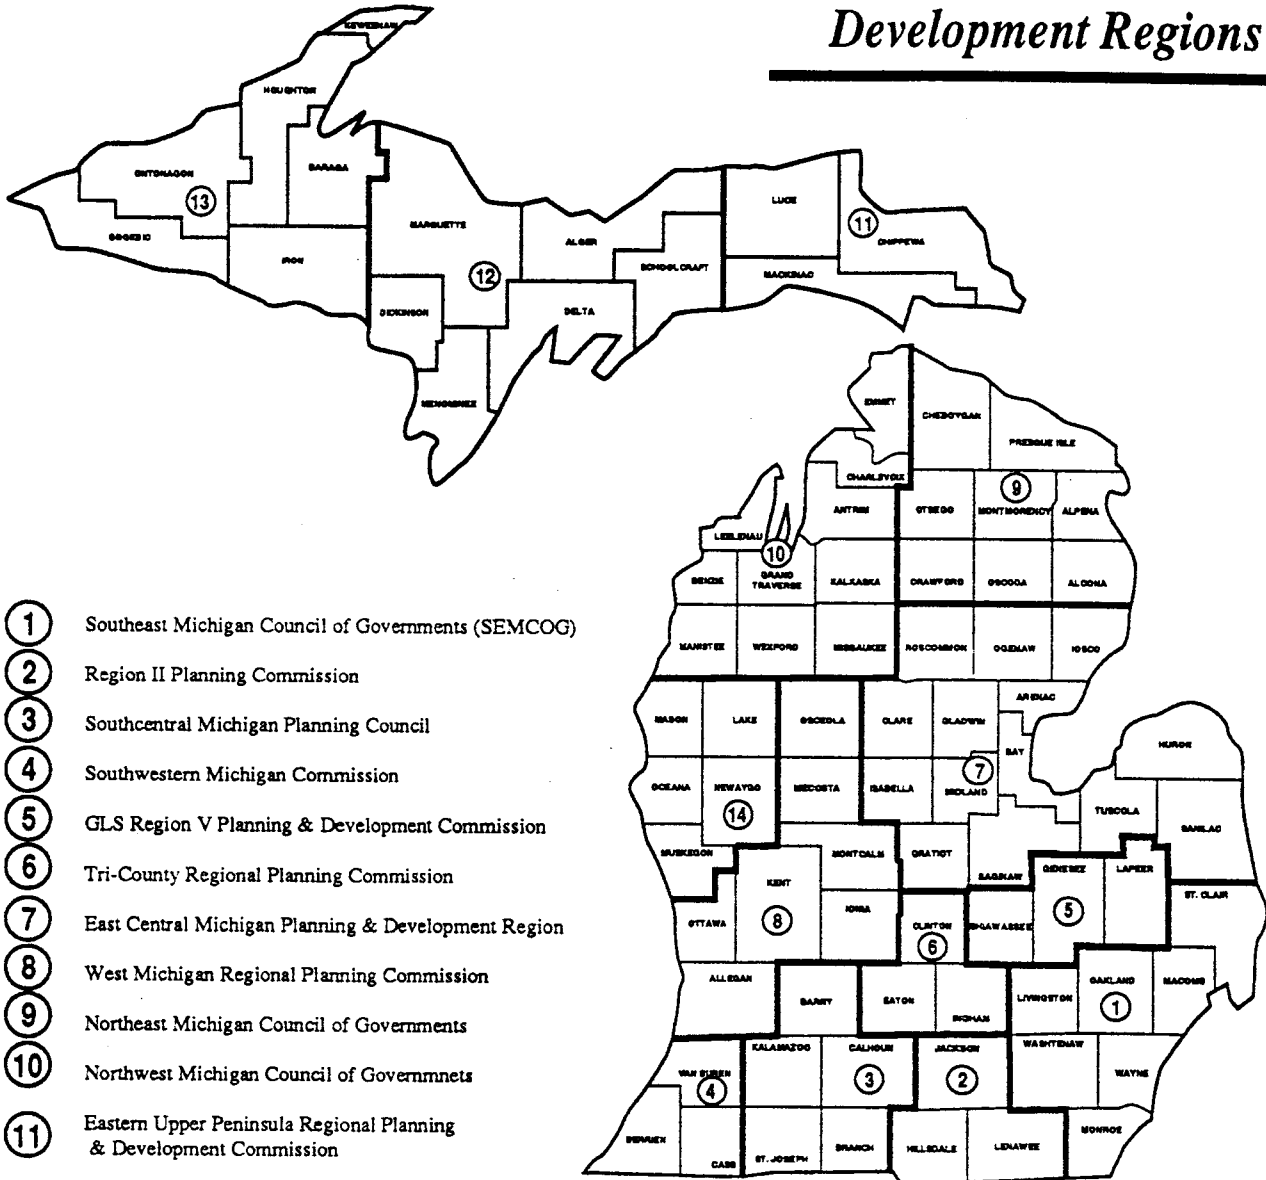 Development Regions
KEWEENAW
HOUGHTON
ONTONAGON
BARAGA
13
GOGEBIC
IRON
MARQUETTE
12
DICKINSON
MENOMINEE
ALGER
SCHOOLCRAFT
DELTA
LUCE
11
CHIPPEWA
MACKINAC
EMMET
CHEBOYGAN
PRESQUE ISLE
CHARLEVOIX
9
ANTRIM
OTSEGO
MONTMORENCY
ALPENA
LEELENAU
10
BENZIE
GRAND
TRAVERSE
KALKASKA
CRAWFORD
OSCODA
ALCONA
MANISTEE
WEXFORD
MISSAUKEE
ROSCOMMON
OGEMAW
IOSCO
ARENAC
MASON
LAKE
OSCEOLA
CLARE
GLADWIN
BAY
HURON
7
OCEANA
NEWAYGO
MECOSTA
ISABELLA
MIDLAND
14
TUSCOLA
SANILAC
MUSKEGON
MONTCALM
GRATIOT
SAGINAW
GENESEE
LAPEER
KENT
ST. CLAIR
OTTAWA
8
IONIA
CLINTON
6
SHIAWASSEE
5
ALLEGAN
BARRY
EATON
INGHAM
LIVINGSTON
OAKLAND
1
MACOMB
KALAMAZOO
CALHOUN
JACKSON
WASHTENAW
VAN BUREN
4
3
2
WAYNE
BERRIEN
CASS
ST. JOSEPH
BRANCH
HILLSDALE
LENAWEE
MONROE
1 Southeast Michigan Council of Governments (SEMCOG)
2 Region II Planning Commission
3 Southcentral Michigan Planning Council
4 Southwestern Michigan Commission
5 GLS Region V Planning & Development Commission
6 Tri-County Regional Planning Commission
7 East Central Michigan Planning & Development Region
8 West Michigan Regional Planning Commission
9 Northeast Michigan Council of Governments
10 Northwest Michigan Council of Governmnets
11 Eastern Upper Peninsula Regional Planning
& Development Commission